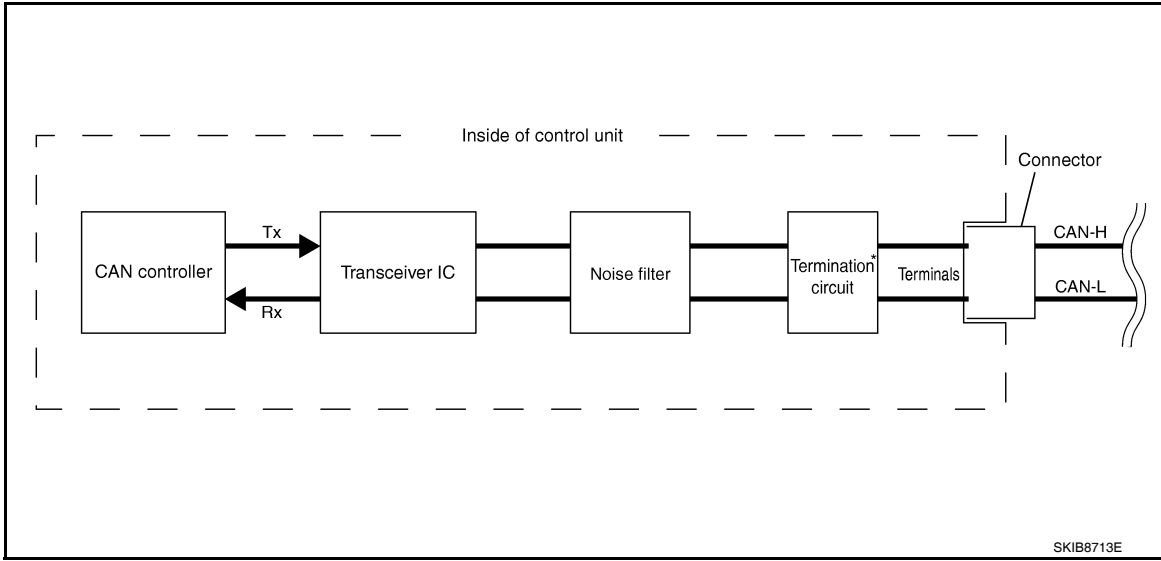 Inside of control unit
Connector
Tx
CAN-H
CAN controller
Transceiver IC
Noise filter
Termination*
circuit
Terminals
CAN-L
Rx
SKIB8713E